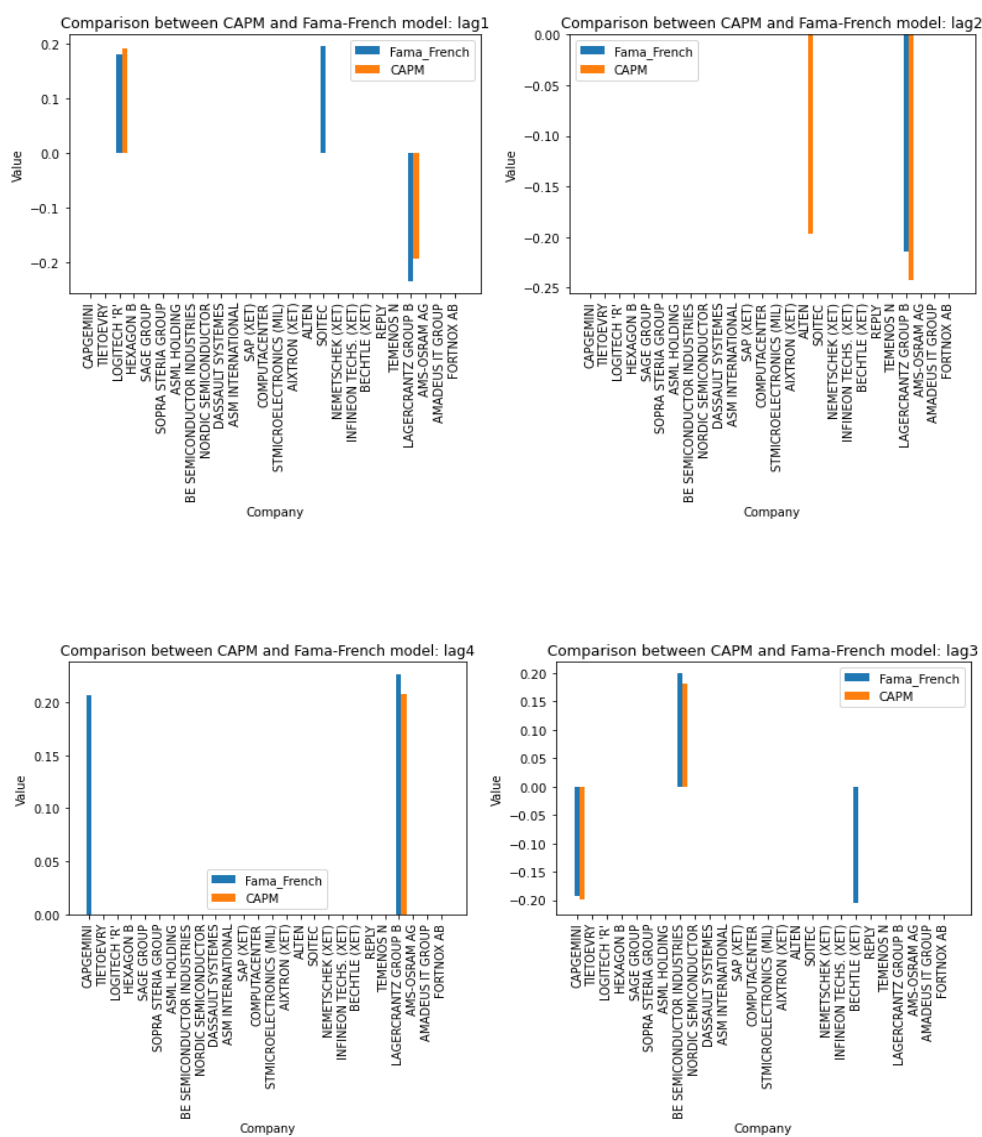 Comparison between CAPM and Fama-French model: lag1
0.2
0.1
0.0
−0.1
−0.2
Value
Fama_French
CAPM
CAPGEMINI
TIETOEVRY
LOGITECH 'R'
HEXAGON B
SAGE GROUP
SOPRA STERIA GROUP
ASML HOLDING
BE SEMICONDUCTOR INDUSTRIES
NORDIC SEMICONDUCTOR
DASSAULT SYSTEMES
ASM INTERNATIONAL
SAP (XET)
COMPUTACENTER
STMICROELECTRONICS (MIL)
AIXTRON (XET)
ALTEN
SOITEC
NEMETSCHEK (XET)
INFINEON TECHS. (XET)
BECHTLE (XET)
REPLY
TEMENOS N
LAGERCRANTZ GROUP B
AMS-OSRAM AG
AMADEUS IT GROUP
FORTNOX AB
Company
Comparison between CAPM and Fama-French model: lag2
0.00
−0.05
−0.10
−0.15
−0.20
−0.25
Value
Fama_French
CAPM
CAPGEMINI
TIETOEVRY
LOGITECH 'R'
HEXAGON B
SAGE GROUP
SOPRA STERIA GROUP
ASML HOLDING
BE SEMICONDUCTOR INDUSTRIES
NORDIC SEMICONDUCTOR
DASSAULT SYSTEMES
ASM INTERNATIONAL
SAP (XET)
COMPUTACENTER
STMICROELECTRONICS (MIL)
AIXTRON (XET)
ALTEN
SOITEC
NEMETSCHEK (XET)
INFINEON TECHS. (XET)
BECHTLE (XET)
REPLY
TEMENOS N
LAGERCRANTZ GROUP B
AMS-OSRAM AG
AMADEUS IT GROUP
FORTNOX AB
Company
Comparison between CAPM and Fama-French model: lag4
0.20
0.15
0.10
0.05
0.00
Value
Fama_French
CAPM
CAPGEMINI
TIETOEVRY
LOGITECH 'R'
HEXAGON B
SAGE GROUP
SOPRA STERIA GROUP
ASML HOLDING
BE SEMICONDUCTOR INDUSTRIES
NORDIC SEMICONDUCTOR
DASSAULT SYSTEMES
ASM INTERNATIONAL
SAP (XET)
COMPUTACENTER
STMICROELECTRONICS (MIL)
AIXTRON (XET)
ALTEN
SOITEC
NEMETSCHEK (XET)
INFINEON TECHS. (XET)
BECHTLE (XET)
REPLY
TEMENOS N
LAGERCRANTZ GROUP B
AMS-OSRAM AG
AMADEUS IT GROUP
FORTNOX AB
Company
Comparison between CAPM and Fama-French model: lag3
0.20
0.15
0.10
0.05
0.00
−0.05
−0.10
−0.15
−0.20
Value
Fama_French
CAPM
CAPGEMINI
TIETOEVRY
LOGITECH 'R'
HEXAGON B
SAGE GROUP
SOPRA STERIA GROUP
ASML HOLDING
BE SEMICONDUCTOR INDUSTRIES
NORDIC SEMICONDUCTOR
DASSAULT SYSTEMES
ASM INTERNATIONAL
SAP (XET)
COMPUTACENTER
STMICROELECTRONICS (MIL)
AIXTRON (XET)
ALTEN
SOITEC
NEMETSCHEK (XET)
INFINEON TECHS. (XET)
BECHTLE (XET)
REPLY
TEMENOS N
LAGERCRANTZ GROUP B
AMS-OSRAM AG
AMADEUS IT GROUP
FORTNOX AB
Company